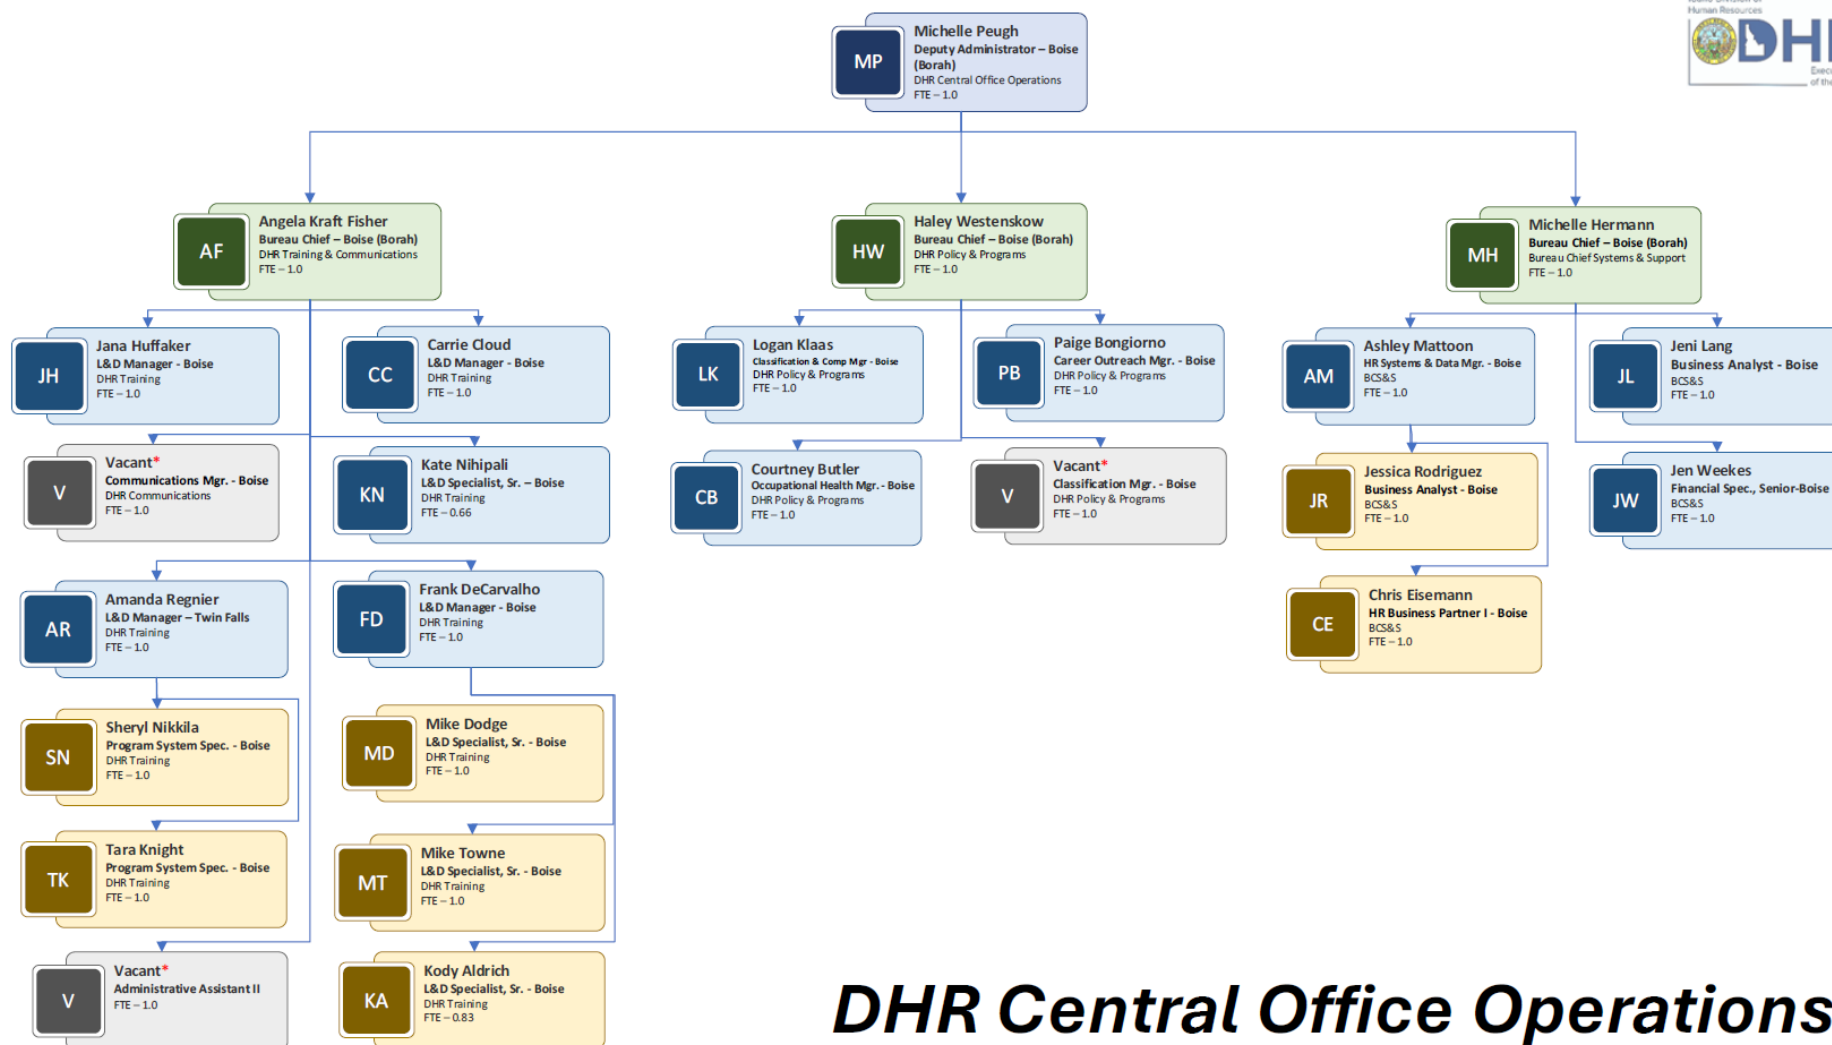 Idaho Division of
Human Resources
DH
Exec
of the
MP
Michelle Peugh
Deputy Administrator – Boise
(Borah)
DHR Central Office Operations
FTE – 1.0
AF
Angela Kraft Fisher
Bureau Chief – Boise (Borah)
DHR Training & Communications
FTE – 1.0
HW
Haley Westenskow
Bureau Chief – Boise (Borah)
DHR Policy & Programs
FTE – 1.0
MH
Michelle Hermann
Bureau Chief – Boise (Borah)
Bureau Chief Systems & Support
FTE – 1.0
JH
Jana Huffaker
L&D Manager - Boise
DHR Training
FTE – 1.0
CC
Carrie Cloud
L&D Manager - Boise
DHR Training
FTE – 1.0
LK
Logan Klaas
Classification & Comp Mgr - Boise
DHR Policy & Programs
FTE – 1.0
PB
Paige Bongiorno
Career Outreach Mgr. - Boise
DHR Policy & Programs
FTE – 1.0
AM
Ashley Mattoon
HR Systems & Data Mgr. - Boise
BCS&S
FTE – 1.0
JL
Jeni Lang
Business Analyst - Boise
BCS&S
FTE – 1.0
V
Vacant*
Communications Mgr. - Boise
DHR Communications
FTE – 1.0
KN
Kate Nihipali
L&D Specialist, Sr. – Boise
DHR Training
FTE – 0.66
CB
Courtney Butler
Occupational Health Mgr. - Boise
DHR Policy & Programs
FTE – 1.0
V
Vacant*
Classification Mgr. - Boise
DHR Policy & Programs
FTE – 1.0
JR
Jessica Rodriguez
Business Analyst - Boise
BCS&S
FTE – 1.0
JW
Jen Weekes
Financial Spec., Senior-Boise
BCS&S
FTE – 1.0
AR
Amanda Regnier
L&D Manager – Twin Falls
DHR Training
FTE – 1.0
FD
Frank DeCarvalho
L&D Manager - Boise
DHR Training
FTE – 1.0
CE
Chris Eisemann
HR Business Partner I - Boise
BCS&S
FTE – 1.0
SN
Sheryl Nikkila
Program System Spec. - Boise
DHR Training
FTE – 1.0
MD
Mike Dodge
L&D Specialist, Sr. - Boise
DHR Training
FTE – 1.0
TK
Tara Knight
Program System Spec. - Boise
DHR Training
FTE – 1.0
MT
Mike Towne
L&D Specialist, Sr. - Boise
DHR Training
FTE – 1.0
V
Vacant*
Administrative Assistant II
FTE – 1.0
KA
Kody Aldrich
L&D Specialist, Sr. - Boise
DHR Training
FTE – 0.83
DHR Central Office Operations